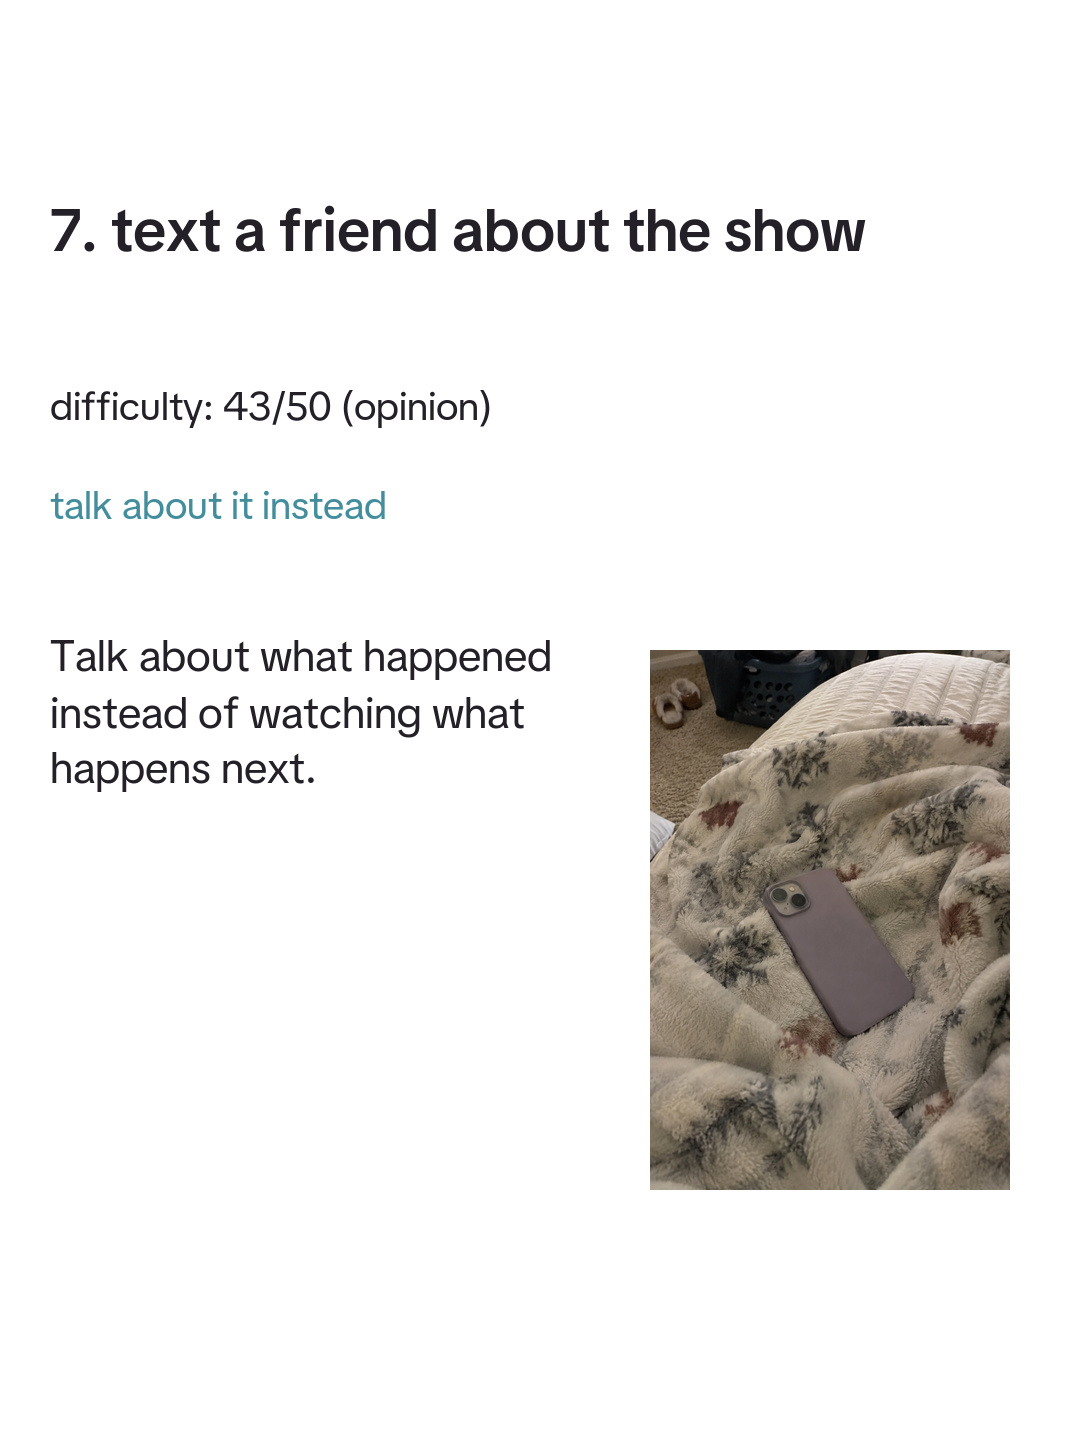 7. text a friend about the show
difficulty: 43/50 (opinion)
talk about it instead
Talk about what happened
instead of watching what
happens next.